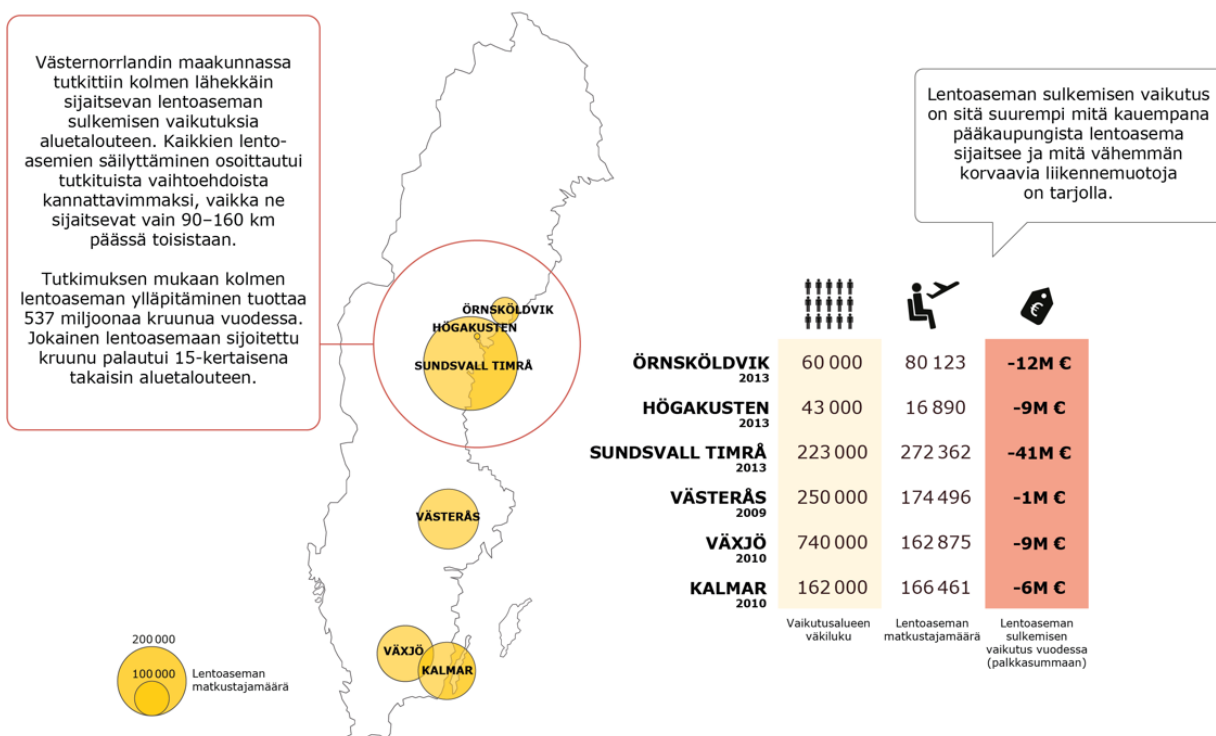 Västernorrlandin maakunnassa
tutkittiin kolmen lähekkäin
sijaitsevan lentoaseman
sulkemisen vaikutuksia
aluetalouteen. Kaikkien lento-
asemien säilyttäminen osoittautui
tutkituista vaihtoehdoista
kannattavimmaksi, vaikka ne
sijaitsevat vain 90–160 km
päässä toisistaan.
Tutkimuksen mukaan kolmen
lentoaseman ylläpitäminen tuottaa
537 miljoonaa kruunua vuodessa.
Jokainen lentoasemaan sijoitettu
kruunu palautui 15-kertaisena
takaisin aluetalouteen.
ÖRNSKÖLDVIK
HÖGAKUSTEN
SUNDSVALL TIMRÅ
VÄSTERÅS
VÄXJÖ
KALMAR
200 000
100 000
Lentoaseman
matkustajamäärä
Lentoaseman sulkemisen vaikutus
on sitä suurempi mitä kauempana
pääkaupungista lentoasema
sijaitsee ja mitä vähemmän
korvaavia liikennemuotoja
on tarjolla.
€
ÖRNSKÖLDVIK 60 000 80 123 -12M €
2013
HÖGAKUSTEN 43 000 16 890 -9M €
2013
SUNDSVALL TIMRÅ 223 000 272 362 -41M €
2013
VÄSTERÅS 250 000 174 496 -1M €
2009
VÄXJÖ 740 000 162 875 -9M €
2010
KALMAR 162 000 166 461 -6M €
2010
Vaikutusalueen
väkiluku
Lentoaseman
matkustajamäärä
Lentoaseman
sulkemisen
vaikutus vuodessa
(palkkasummaan)